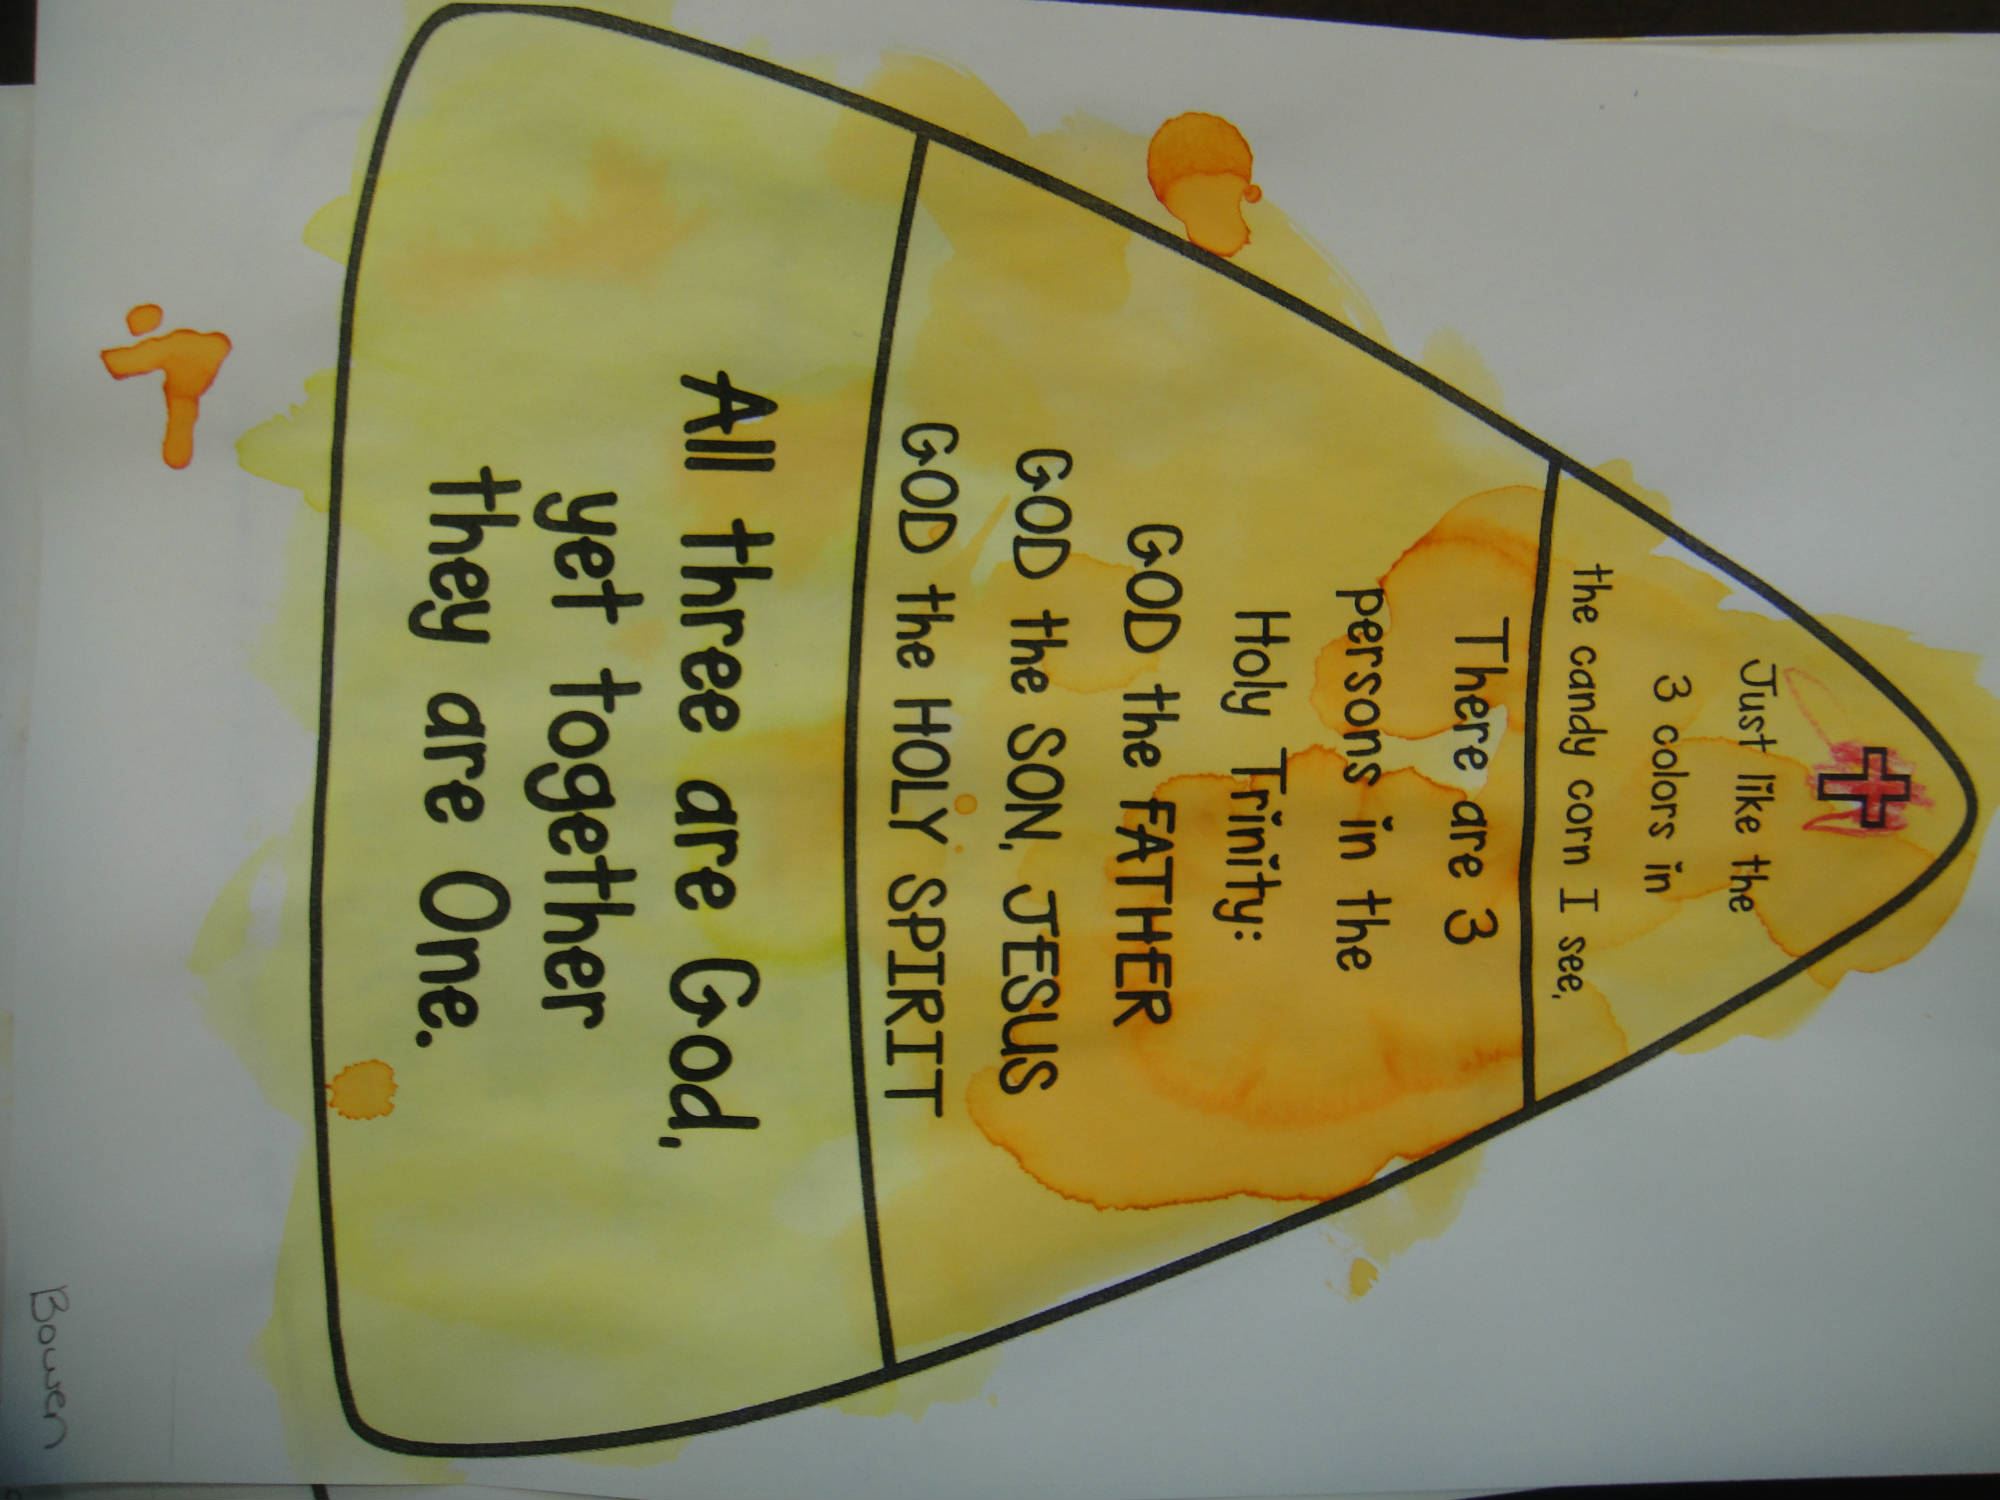 Just like the
3 colors in
the candy corn I see,
There are 3
persons in the
Holy Trinity:
GOD the FATHER
GOD the SON, JESUS
GOD the HOLY SPIRIT
All three are God,
yet together
they are One.
Bowen